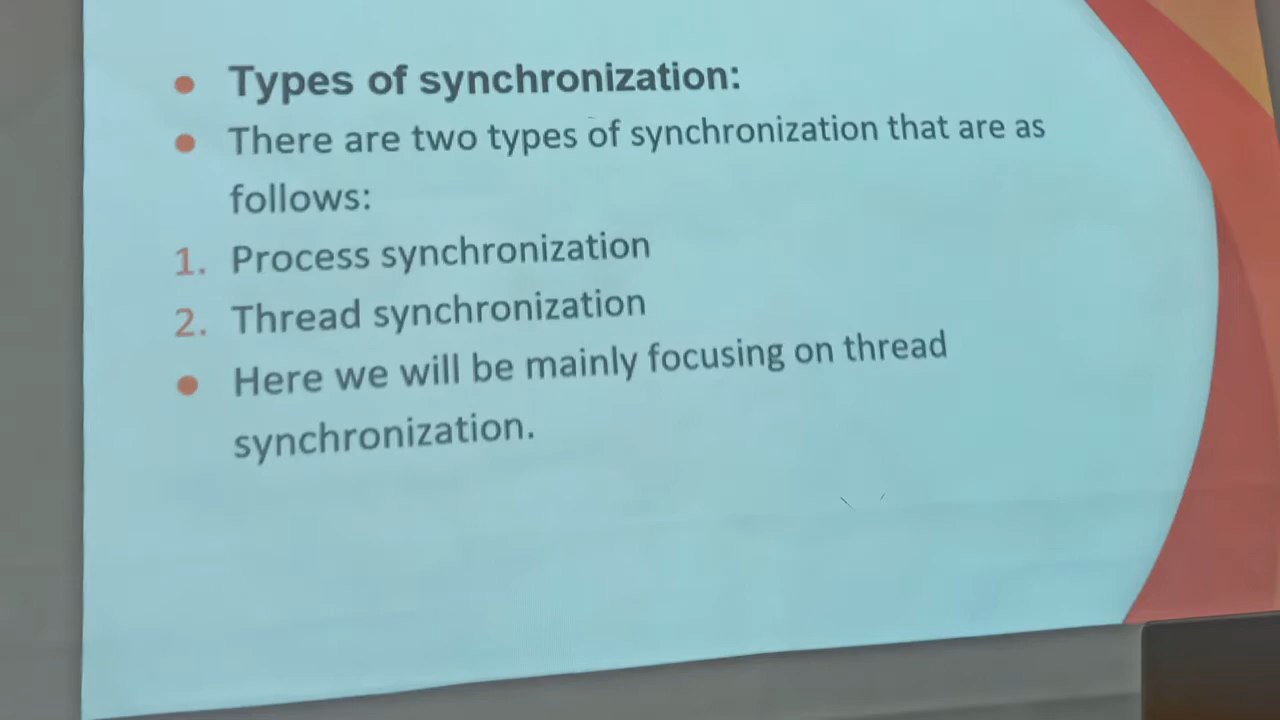 • Types of synchronization:
• There are two types of synchronization that are as
follows:
1. Process synchronization
2. Thread synchronization
• Here we will be mainly focusing on thread
synchronization.